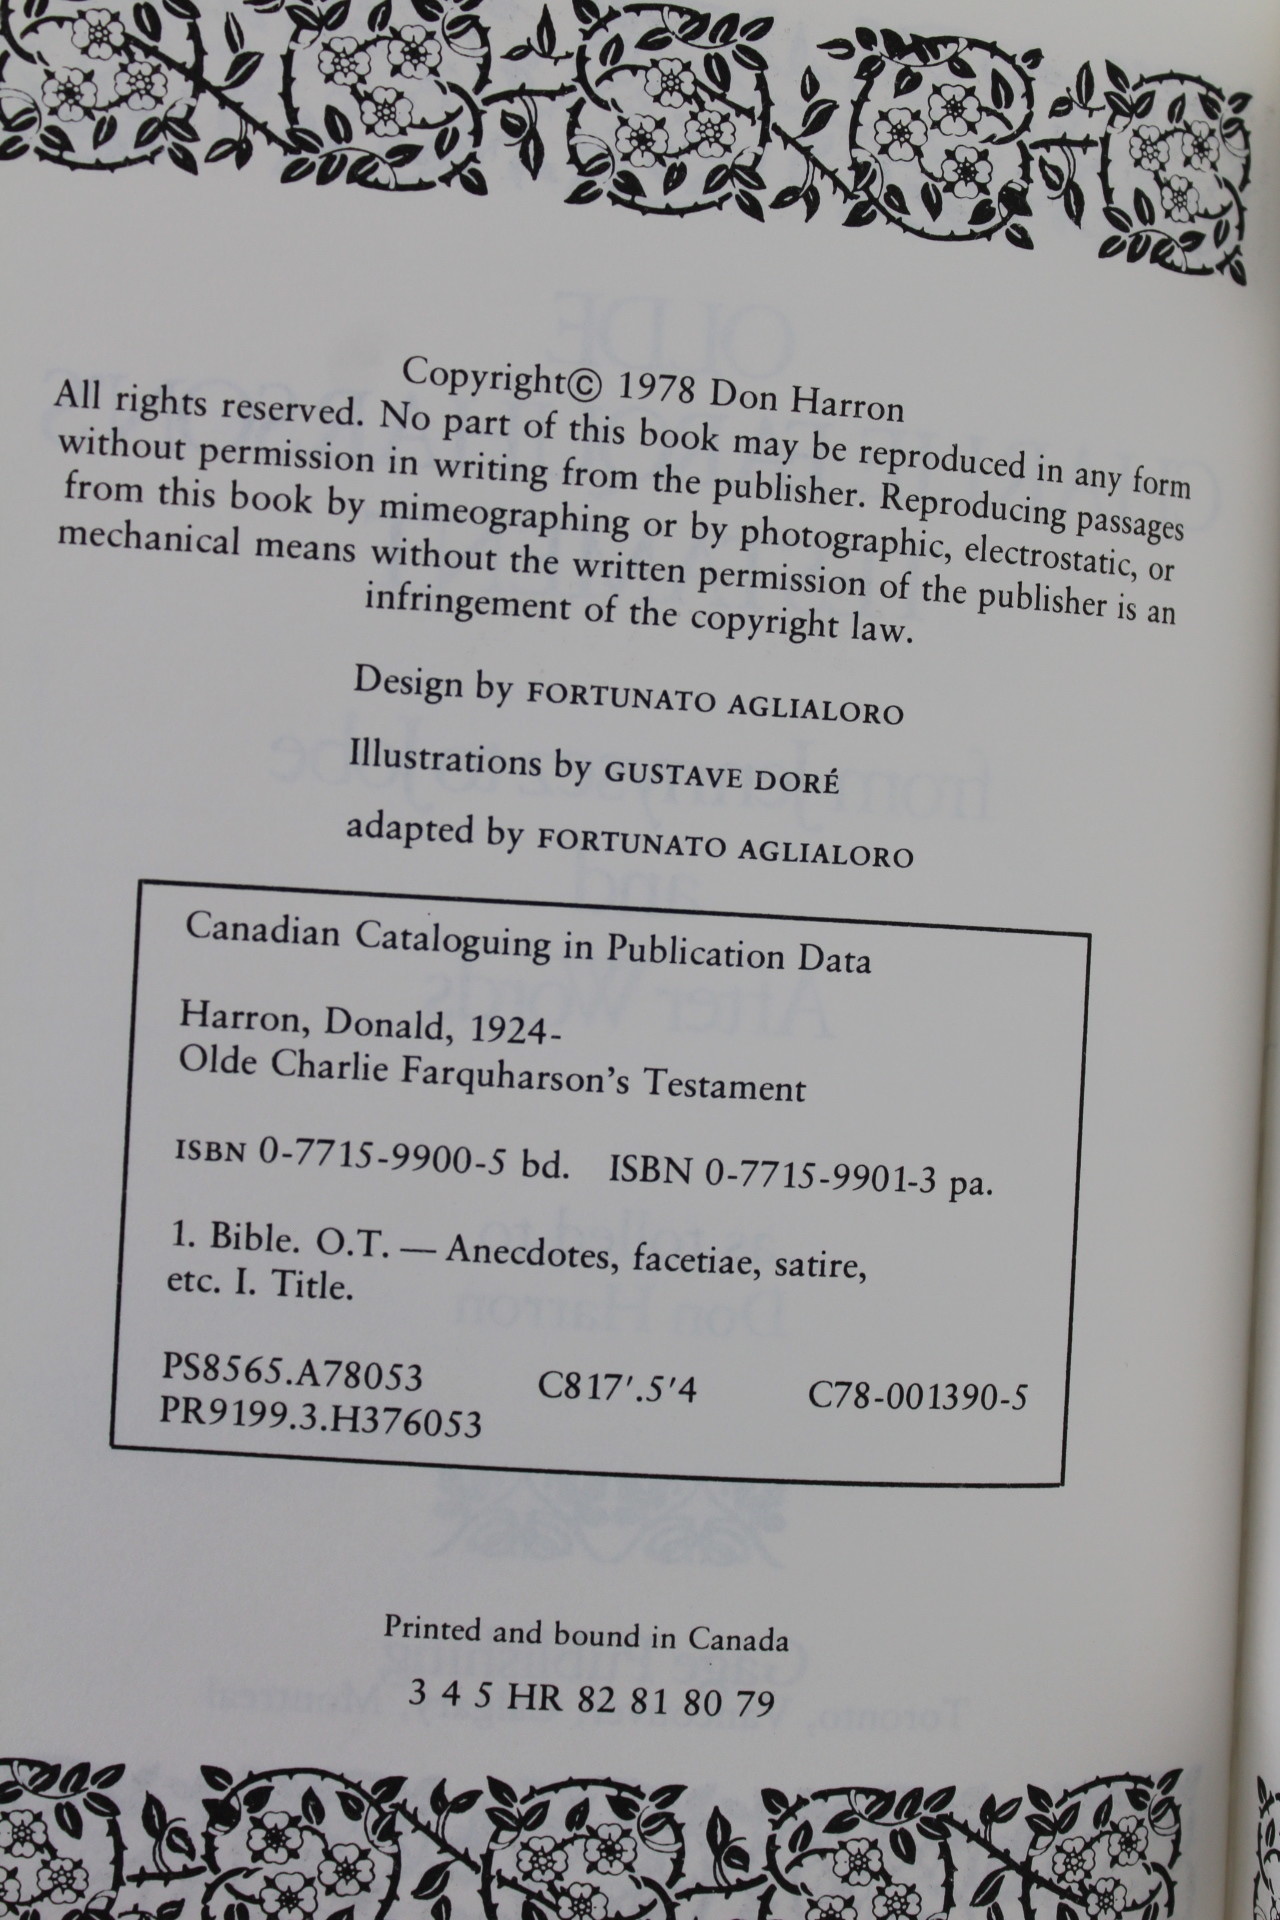 Copyright© 1978 Don Harron
All rights reserved. No part of this book may be reproduced in any form
without permission in writing from the publisher. Reproducing passages
from this book by mimeographing or by photographic, electrostatic, or
mechanical means without the written permission of the publisher is an
infringement of the copyright law.
Design by FORTUNATO AGLIALORO
Illustrations by GUSTAVE DORÉ
adapted by FORTUNATO AGLIALORO
Canadian Cataloguing in Publication Data
Harron, Donald, 1924-
Olde Charlie Farquharson's Testament
ISBN 0-7715-9900-5 bd. ISBN 0-7715-9901-3 pa.
1. Bible. O.T. — Anecdotes, facetiae, satire,
etc. I. Title.
PS8565.A78053 C817'.5'4 C78-001390-5
PR9199.3.H376053
Printed and bound in Canada
3 4 5 HR 82 81 80 79